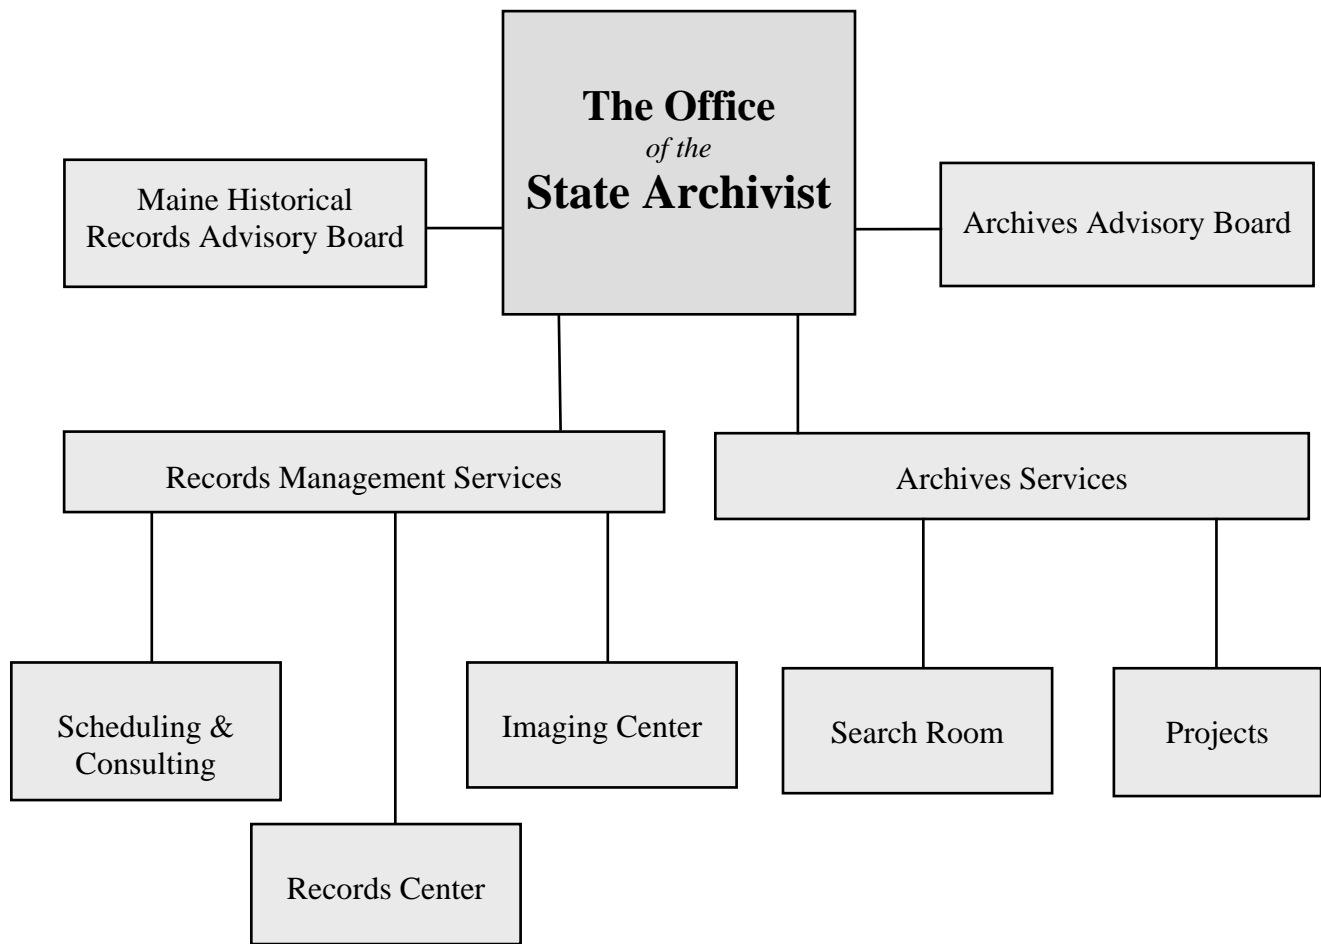 The Office
of the
State Archivist
Maine Historical
Records Advisory Board
Archives Advisory Board
Records Management Services
Archives Services
Scheduling &
Consulting
Imaging Center
Search Room
Projects
Records Center